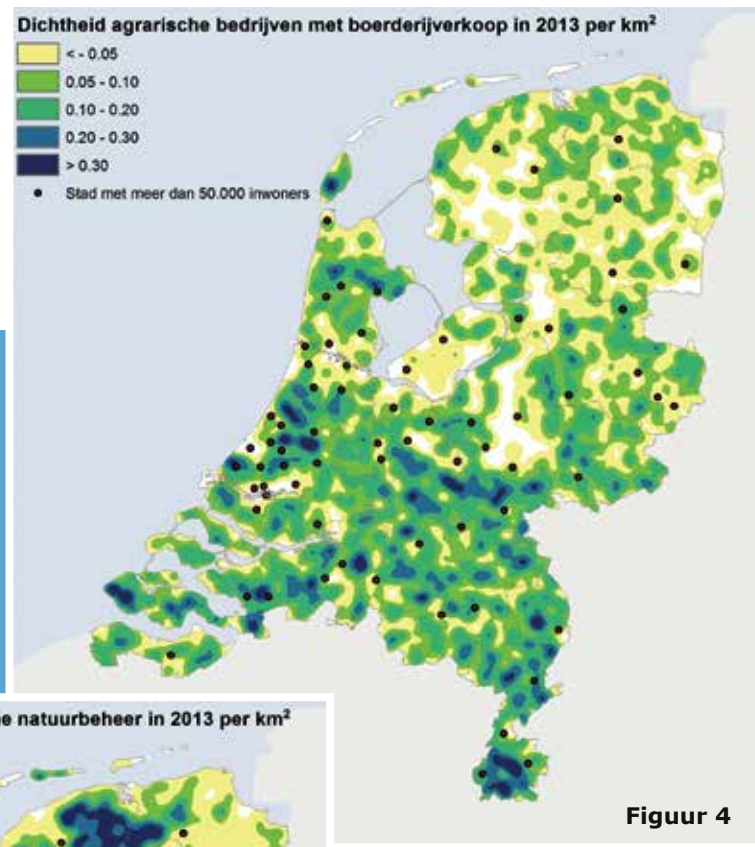 Dichtheid agrarische bedrijven met boerderijverkoop in 2013 per km²
< - 0.05
0.05 - 0.10
0.10 - 0.20
0.20 - 0.30
> 0.30
Stad met meer dan 50.000 inwoners
e natuurbeheer in 2013 per km²
Figuur 4